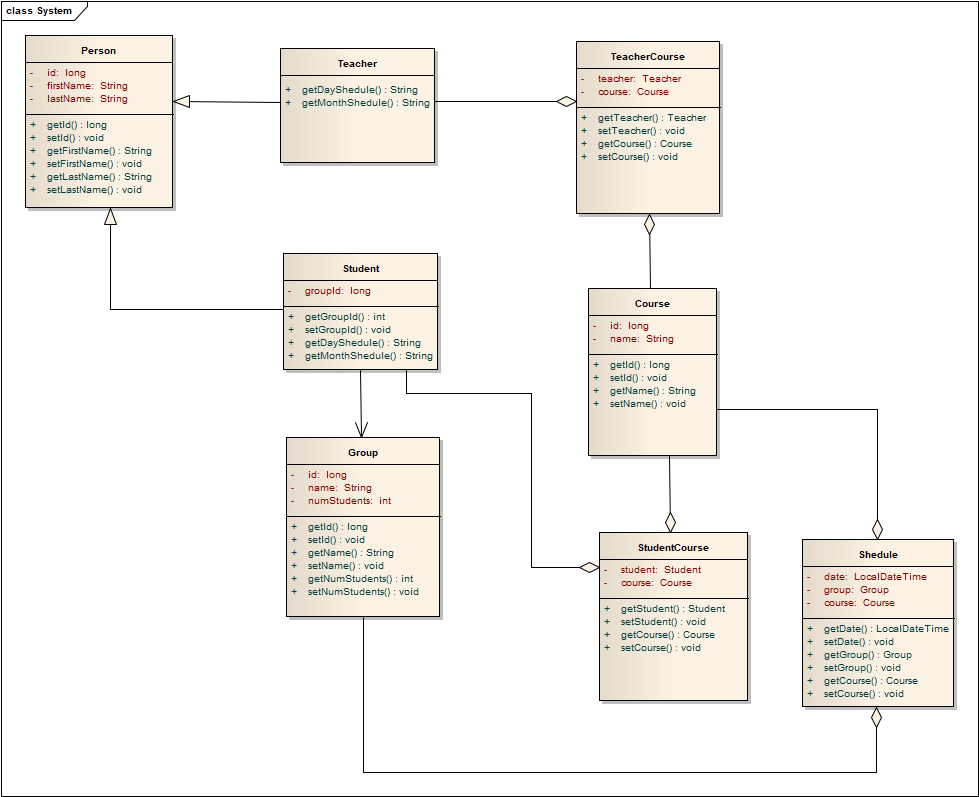 class System
Person
- id: long
- firstName: String
- lastName: String
+ getId() : long
+ setId() : void
+ getFirstName() : String
+ setFirstName() : void
+ getLastName() : String
+ setLastName() : void
Teacher
+ getDayShedule() : String
+ getMonthShedule() : String
TeacherCourse
- teacher: Teacher
- course: Course
+ getTeacher() : Teacher
+ setTeacher() : void
+ getCourse() : Course
+ setCourse() : void
Student
- groupId: long
+ getGroupId() : int
+ setGroupId() : void
+ getDayShedule() : String
+ getMonthShedule() : String
Course
- id: long
- name: String
+ getId() : long
+ setId() : void
+ getName() : String
+ setName() : void
Group
- id: long
- name: String
- numStudents: int
+ getId() : long
+ setId() : void
+ getName() : String
+ setName() : void
+ getNumStudents() : int
+ setNumStudents() : void
StudentCourse
- student: Student
- course: Course
+ getStudent() : Student
+ setStudent() : void
+ getCourse() : Course
+ setCourse() : void
Shedule
- date: LocalDateTime
- group: Group
- course: Course
+ getDate() : LocalDateTime
+ setDate() : void
+ getGroup() : Group
+ setGroup() : void
+ getCourse() : Course
+ setCourse() : void